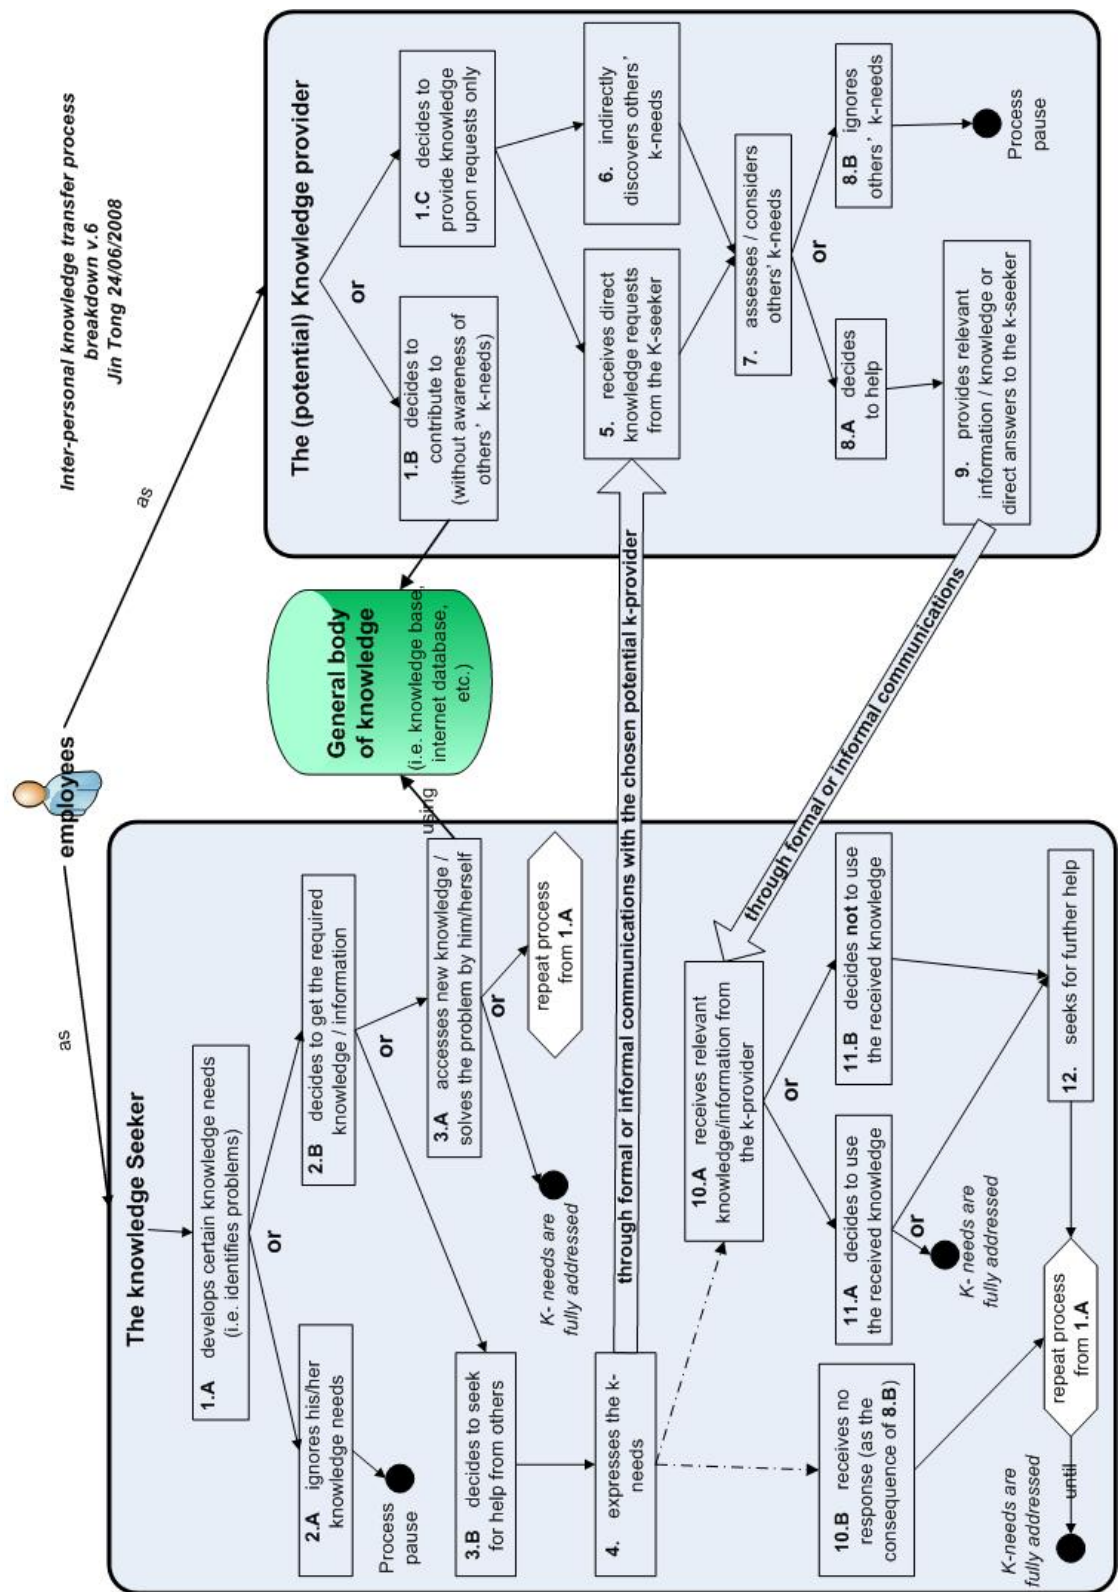 Inter-personal knowledge transfer process
breakdown v.6
Jin Tong 24/06/2008
employees
as
as
The knowledge Seeker
1.A develops certain knowledge needs
(i.e. identifies problems)
or
2.A ignores his/her
knowledge needs
Process
pause
2.B decides to get the required
knowledge / information
or
3.B decides to seek
for help from others
3.A accesses new knowledge /
solves the problem by him/herself
using
or
K- needs are
fully addressed
repeat process
from 1.A
4. expresses the k-
needs
through formal or informal communications with the chosen potential k-provider
10.A receives relevant
knowledge/information from
the k-provider
or
10.B receives no
response (as the
consequence of 8.B)
11.A decides to use
the received knowledge
or
K- needs are
fully addressed
11.B decides not to use
the received knowledge
12. seeks for further help
repeat process
from 1.A
until
K-needs are
fully addressed
General body
of knowledge
(i.e. knowledge base,
internet database,
etc.)
The (potential) Knowledge provider
or
1.B decides to
contribute to
(without awareness of
others’ k-needs)
1.C decides to
provide knowledge
upon requests only
5. receives direct
knowledge requests
from the K-seeker
6. indirectly
discovers others’
k-needs
7. assesses / considers
others’ k-needs
or
8.A decides
to help
8.B ignores
others’ k-needs
Process
pause
9. provides relevant
information / knowledge or
direct answers to the k-seeker
through formal or informal communications